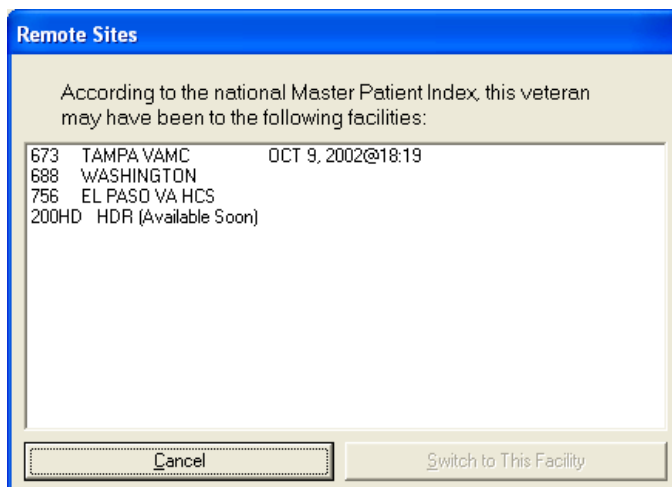 Remote Sites
According to the national Master Patient Index, this veteran
may have been to the following facilities:
673 TAMPA VAMC OCT 9, 2002@18:19
688 WASHINGTON
756 EL PASO VA HCS
200HD HDR (Available Soon)
Cancel Switch to This Facility